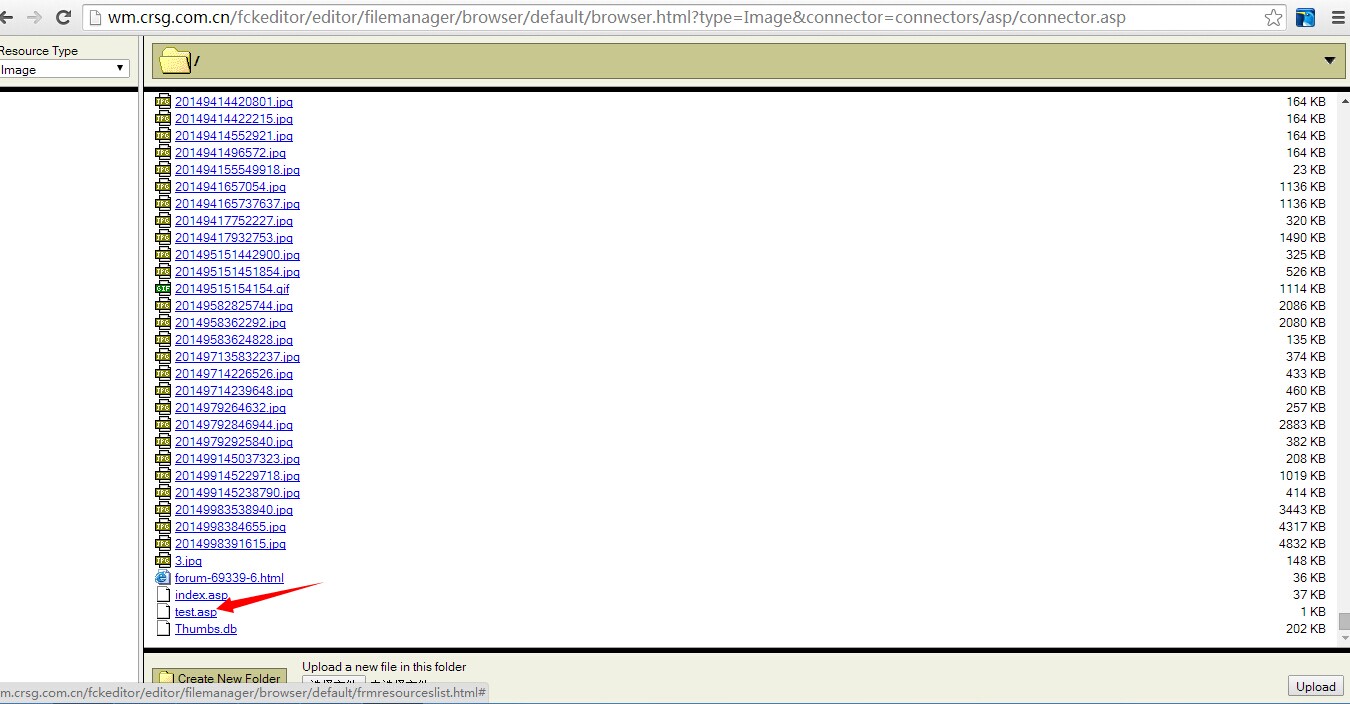 wm.crsg.com.cn/fckeditor/editor/filemanager/browser/default/browser.html?type=Image&connector=connectors/asp/connector.asp
Resource Type
Image
/
20149414420801.jpg 164 KB
20149414422215.jpg 164 KB
20149414552921.jpg 164 KB
2014941496572.jpg 164 KB
201494155549918.jpg 23 KB
2014941657054.jpg 1136 KB
201494165737637.jpg 1136 KB
20149417752227.jpg 320 KB
20149417932753.jpg 1490 KB
201495151442900.jpg 325 KB
201495151451854.jpg 526 KB
20149515154154.gif 1114 KB
20149582825744.jpg 2086 KB
2014958362292.jpg 2080 KB
20149583624828.jpg 135 KB
201497135832237.jpg 374 KB
20149714226526.jpg 433 KB
20149714239648.jpg 460 KB
2014979264632.jpg 257 KB
20149792846944.jpg 2883 KB
20149792925840.jpg 382 KB
201499145037323.jpg 208 KB
201499145229718.jpg 1019 KB
201499145238790.jpg 414 KB
20149983538940.jpg 3443 KB
2014998384655.jpg 4317 KB
2014998391615.jpg 4832 KB
3.jpg 148 KB
forum-69339-6.html 36 KB
index.asp 37 KB
test.asp 1 KB
Thumbs.db 202 KB
Create New Folder
Upload a new file in this folder
Upload
m.crsg.com.cn/fckeditor/editor/filemanager/browser/default/frmresourceslist.html#